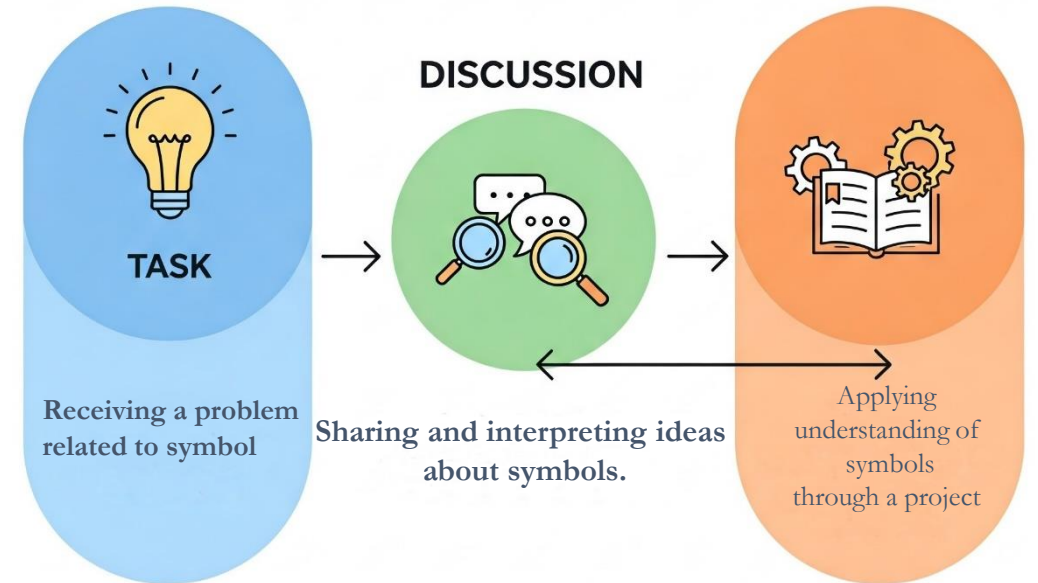 DISCUSSION
TASK
Receiving a problem
related to symbol
Sharing and interpreting ideas
about symbols.
Applying
understanding of
symbols
through a project